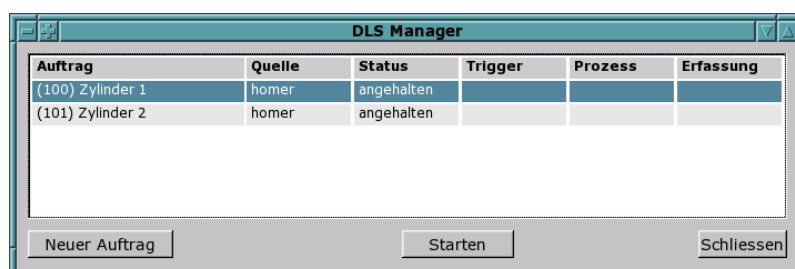 DLS Manager
Auftrag Quelle Status Trigger Prozess Erfassung
(100) Zylinder 1 homer angehalten
(101) Zylinder 2 homer angehalten
Neuer Auftrag Starten Schliessen